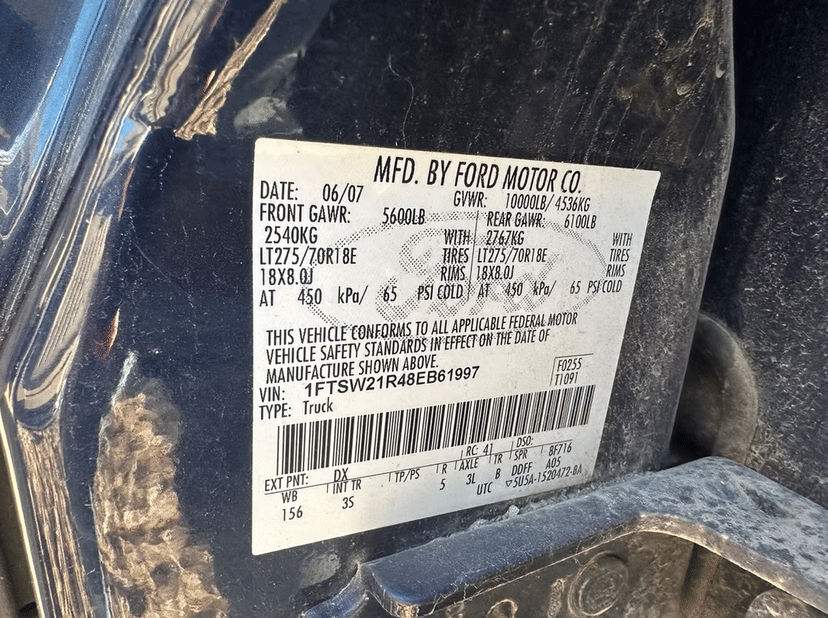 MFD. BY FORD MOTOR CO.
DATE: 06/07 GVWR: 10000LB/ 4536KG
FRONT GAWR: 5600LB REAR GAWR: 6100LB
2540KG WITH 2767KG WITH
LT275/70R18E TIRES LT275/70R18E TIRES
18X8.0J RIMS 18X8.0J RIMS
AT 450 kPa/ 65 PSI COLD AT 450 kPa/ 65 PSI COLD
THIS VEHICLE CONFORMS TO ALL APPLICABLE FEDERAL MOTOR
VEHICLE SAFETY STANDARDS IN EFFECT ON THE DATE OF
MANUFACTURE SHOWN ABOVE.
F0255
VIN: 1FTSW21R48EB61997
T1091
TYPE: Truck
RC: 41 DSO:
EXT PNT: DX TP/PS R AXLE TR SPR 8F716
WB INT TR 5 3L B DDFF A05
156 3S UTC ▽5U5A-1520472-BA
Ford